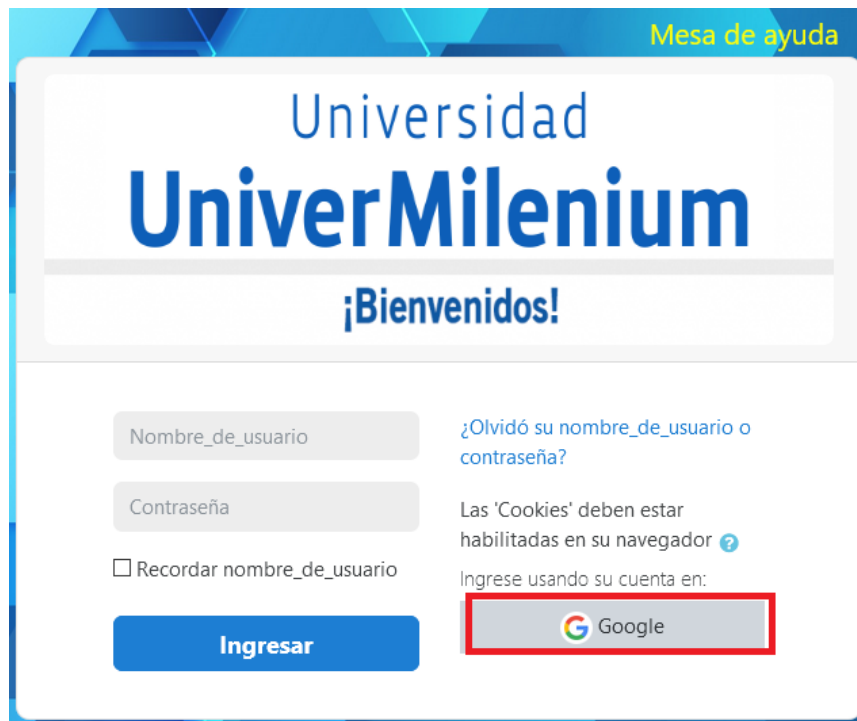 Mesa de ayuda
Universidad
UniverMilenium
¡Bienvenidos!
Nombre_de_usuario
Contraseña
Recordar nombre_de_usuario
Ingresar
¿Olvidó su nombre_de_usuario o
contraseña?
Las 'Cookies' deben estar
habilitadas en su navegador ?
Ingrese usando su cuenta en:
G Google